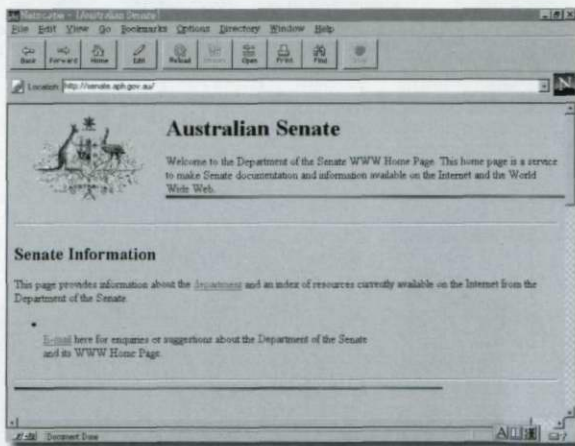 Netscape - [Australian Senate]
File Edit View Go Bookmarks Options Directory Window Help
Back Forward Home Edit Reload Open Print Find
Location: http://senate.aph.gov.au/
Australian Senate
Welcome to the Department of the Senate WWW Home Page. This home page is a service
to make Senate documentation and information available on the Internet and the World
Wide Web.
Senate Information
This page provides information about the department and an index of resources currently available on the Internet from the
Department of the Senate.
E-mail here for enquiries or suggestions about the Department of the Senate
and its WWW Home Page.
Document Done